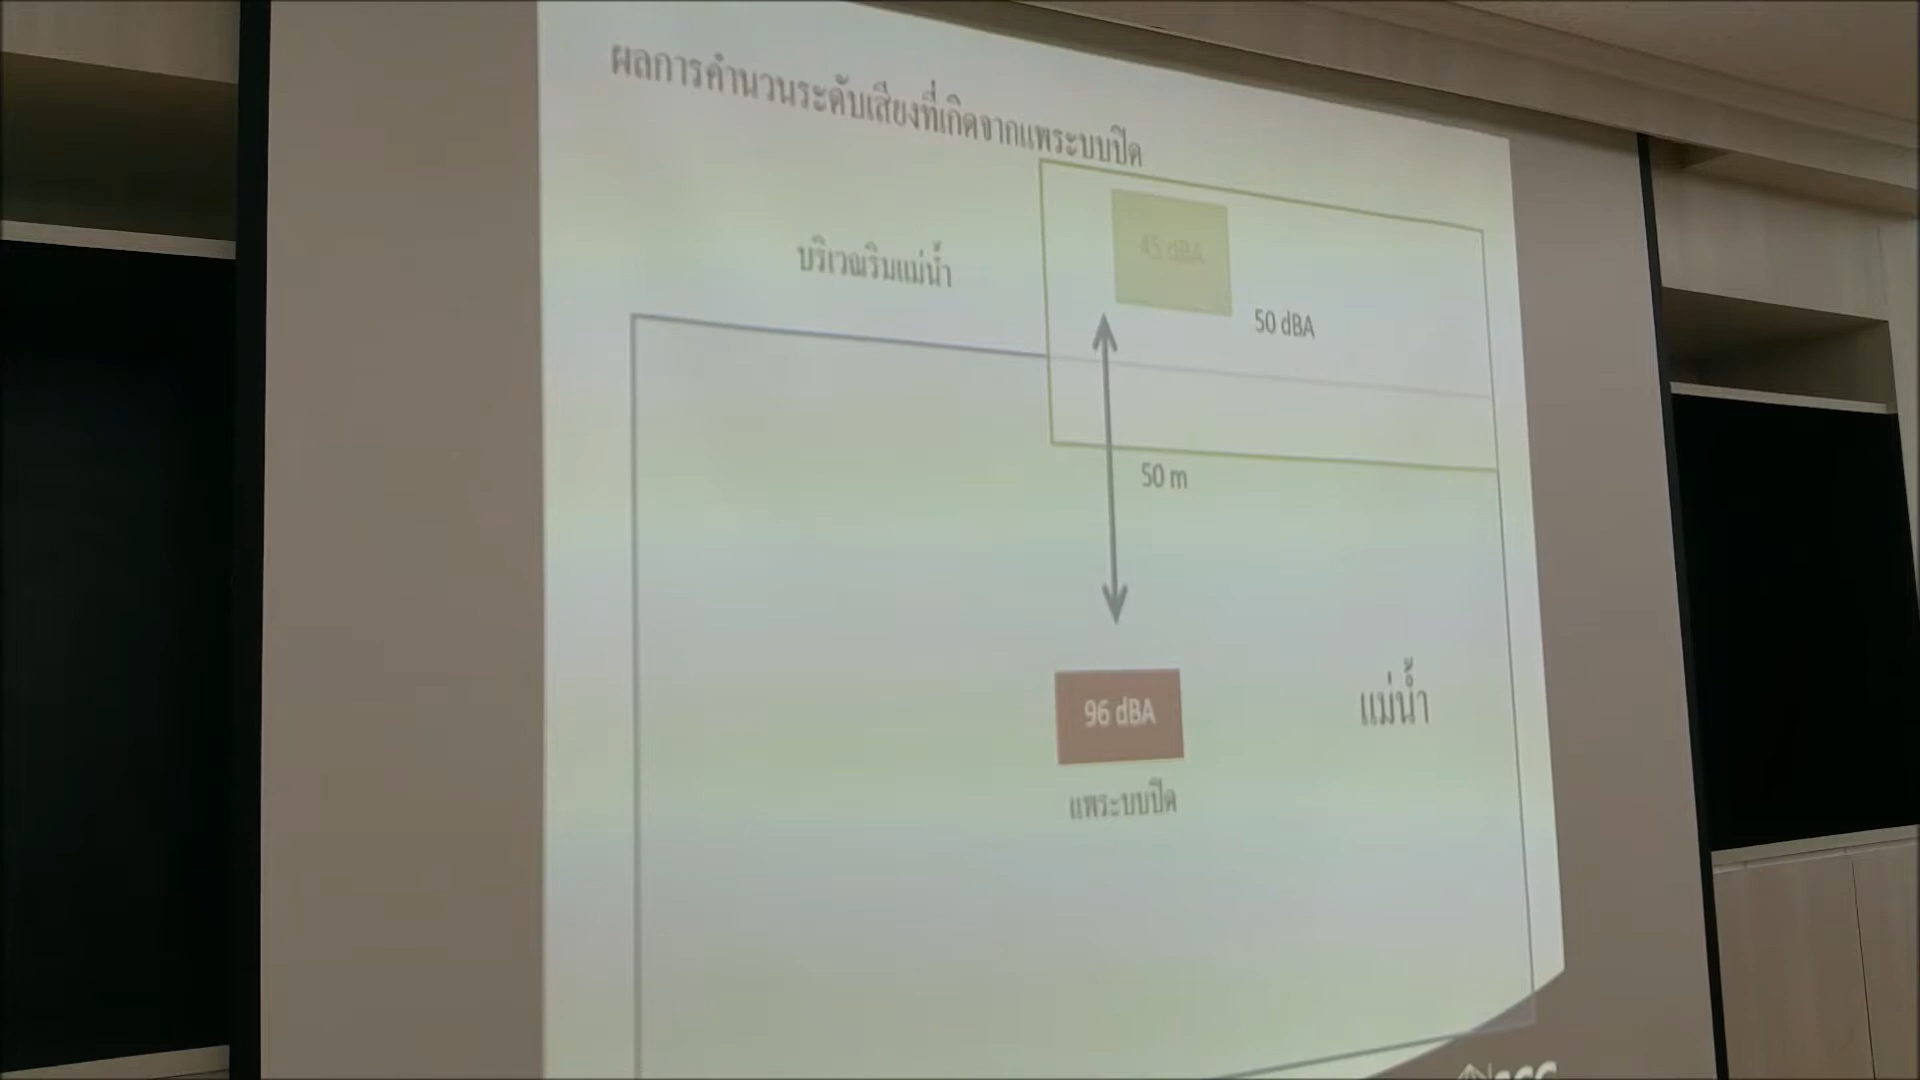 ผลการคำนวนระดับเสียงที่เกิดจากแพระบบปิด
45 dBA
บริเวณริมแม่น้ำ
50 dBA
50 m
96 dBA
แม่น้ำ
แพระบบปิด